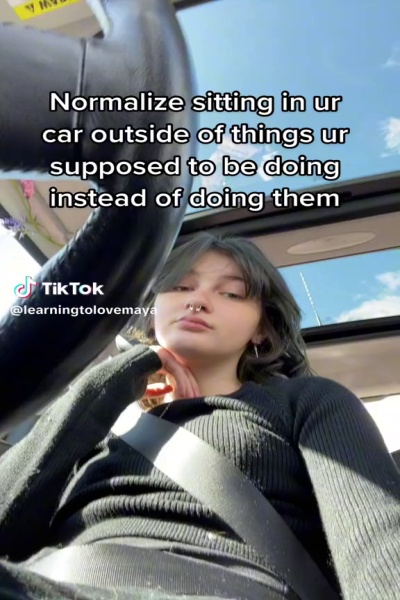 Normalize sitting in ur
car outside of things ur
supposed to be doing
instead of doing them
TikTok
@learningtolovemaya